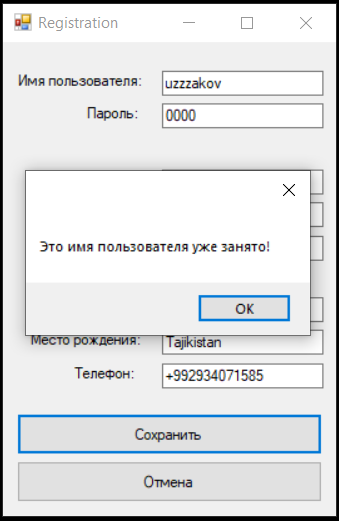 Registration
Имя пользователя: uzzzakov
Пароль: 0000
Это имя пользователя уже занято!
OK
Место рождения: Tajikistan
Телефон: +992934071585
Сохранить
Отмена